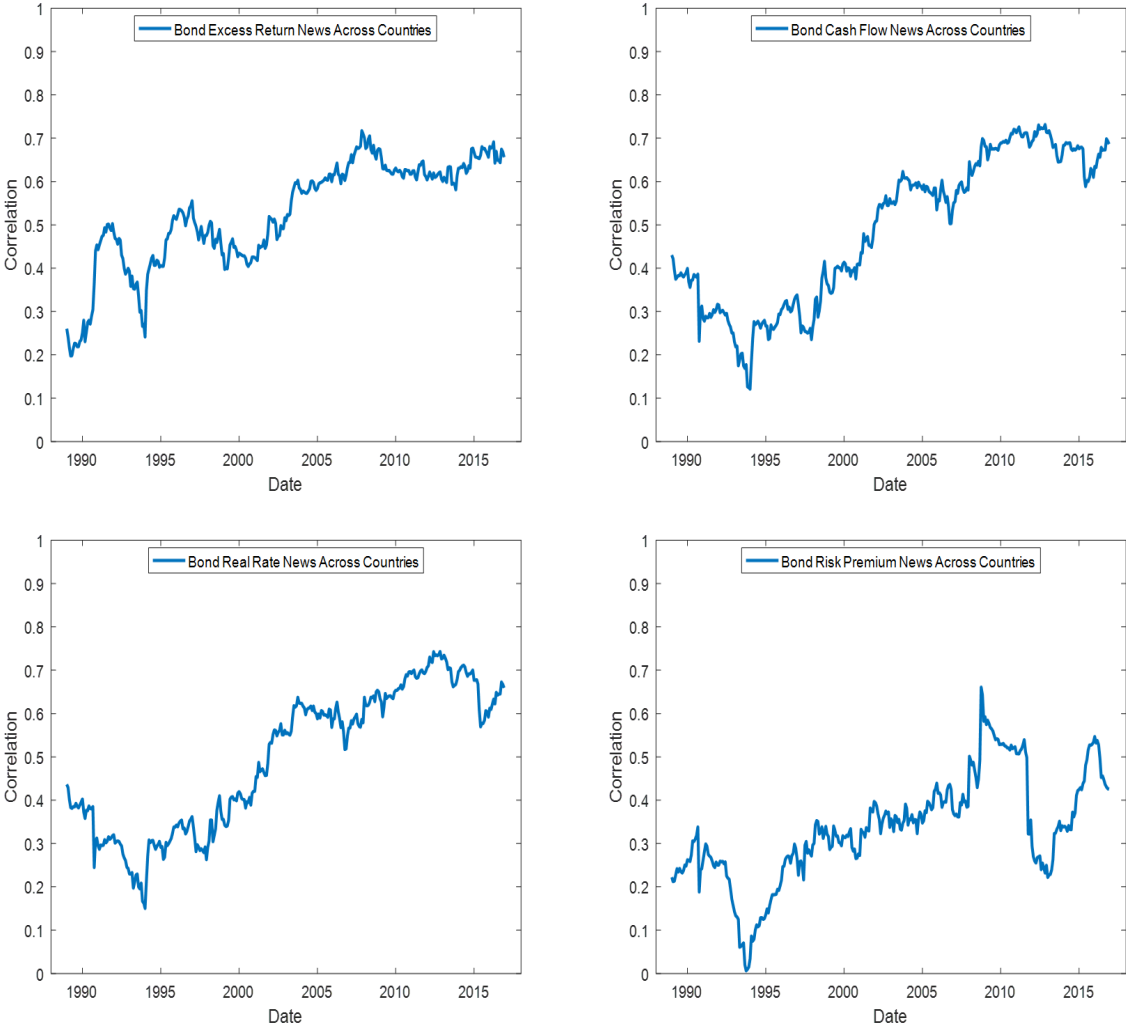 Bond Excess Return News Across Countries
1
0.9
0.8
0.7
0.6
0.5
0.4
0.3
0.2
0.1
0
Correlation
1990 1995 2000 2005 2010 2015
Date
Bond Cash Flow News Across Countries
1
0.9
0.8
0.7
0.6
0.5
0.4
0.3
0.2
0.1
0
Correlation
1990 1995 2000 2005 2010 2015
Date
Bond Real Rate News Across Countries
1
0.9
0.8
0.7
0.6
0.5
0.4
0.3
0.2
0.1
0
Correlation
1990 1995 2000 2005 2010 2015
Date
Bond Risk Premium News Across Countries
1
0.9
0.8
0.7
0.6
0.5
0.4
0.3
0.2
0.1
0
Correlation
1990 1995 2000 2005 2010 2015
Date